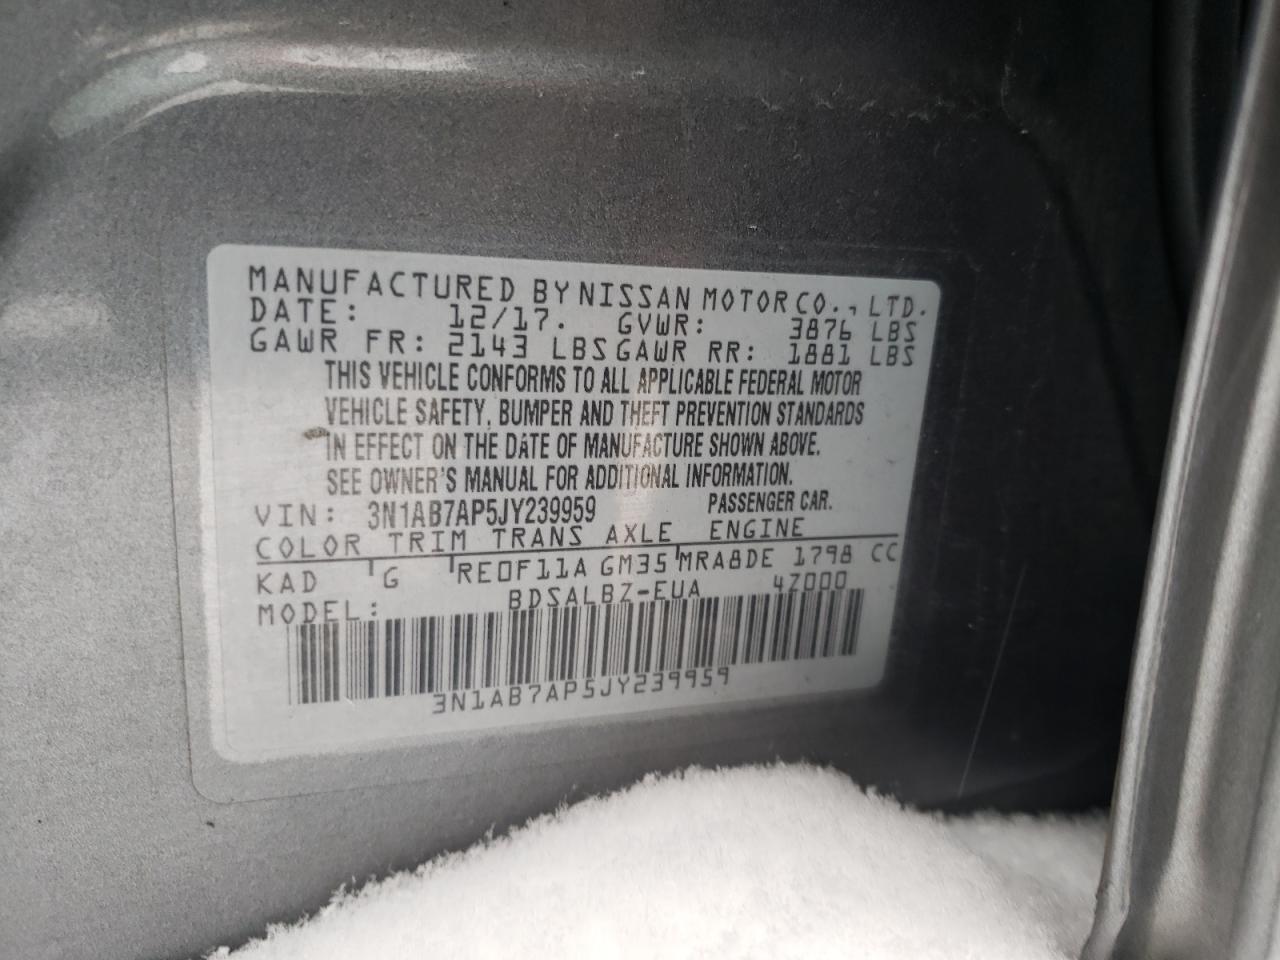 MANUFACTURED BY NISSAN MOTOR CO., LTD.
DATE: 12/17. GVWR: 3876 LBS
GAWR FR: 2143 LBS GAWR RR: 1881 LBS
THIS VEHICLE CONFORMS TO ALL APPLICABLE FEDERAL MOTOR
VEHICLE SAFETY, BUMPER AND THEFT PREVENTION STANDARDS
IN EFFECT ON THE DATE OF MANUFACTURE SHOWN ABOVE.
SEE OWNER'S MANUAL FOR ADDITIONAL INFORMATION.
VIN: 3N1AB7AP5JY239959 PASSENGER CAR.
COLOR TRIM TRANS AXLE ENGINE
KAD G RE0F11A GM35 MRA8DE 1798 CC
MODEL: BDSALBZ-EUA 4Z000
3N1AB7AP5JY239959